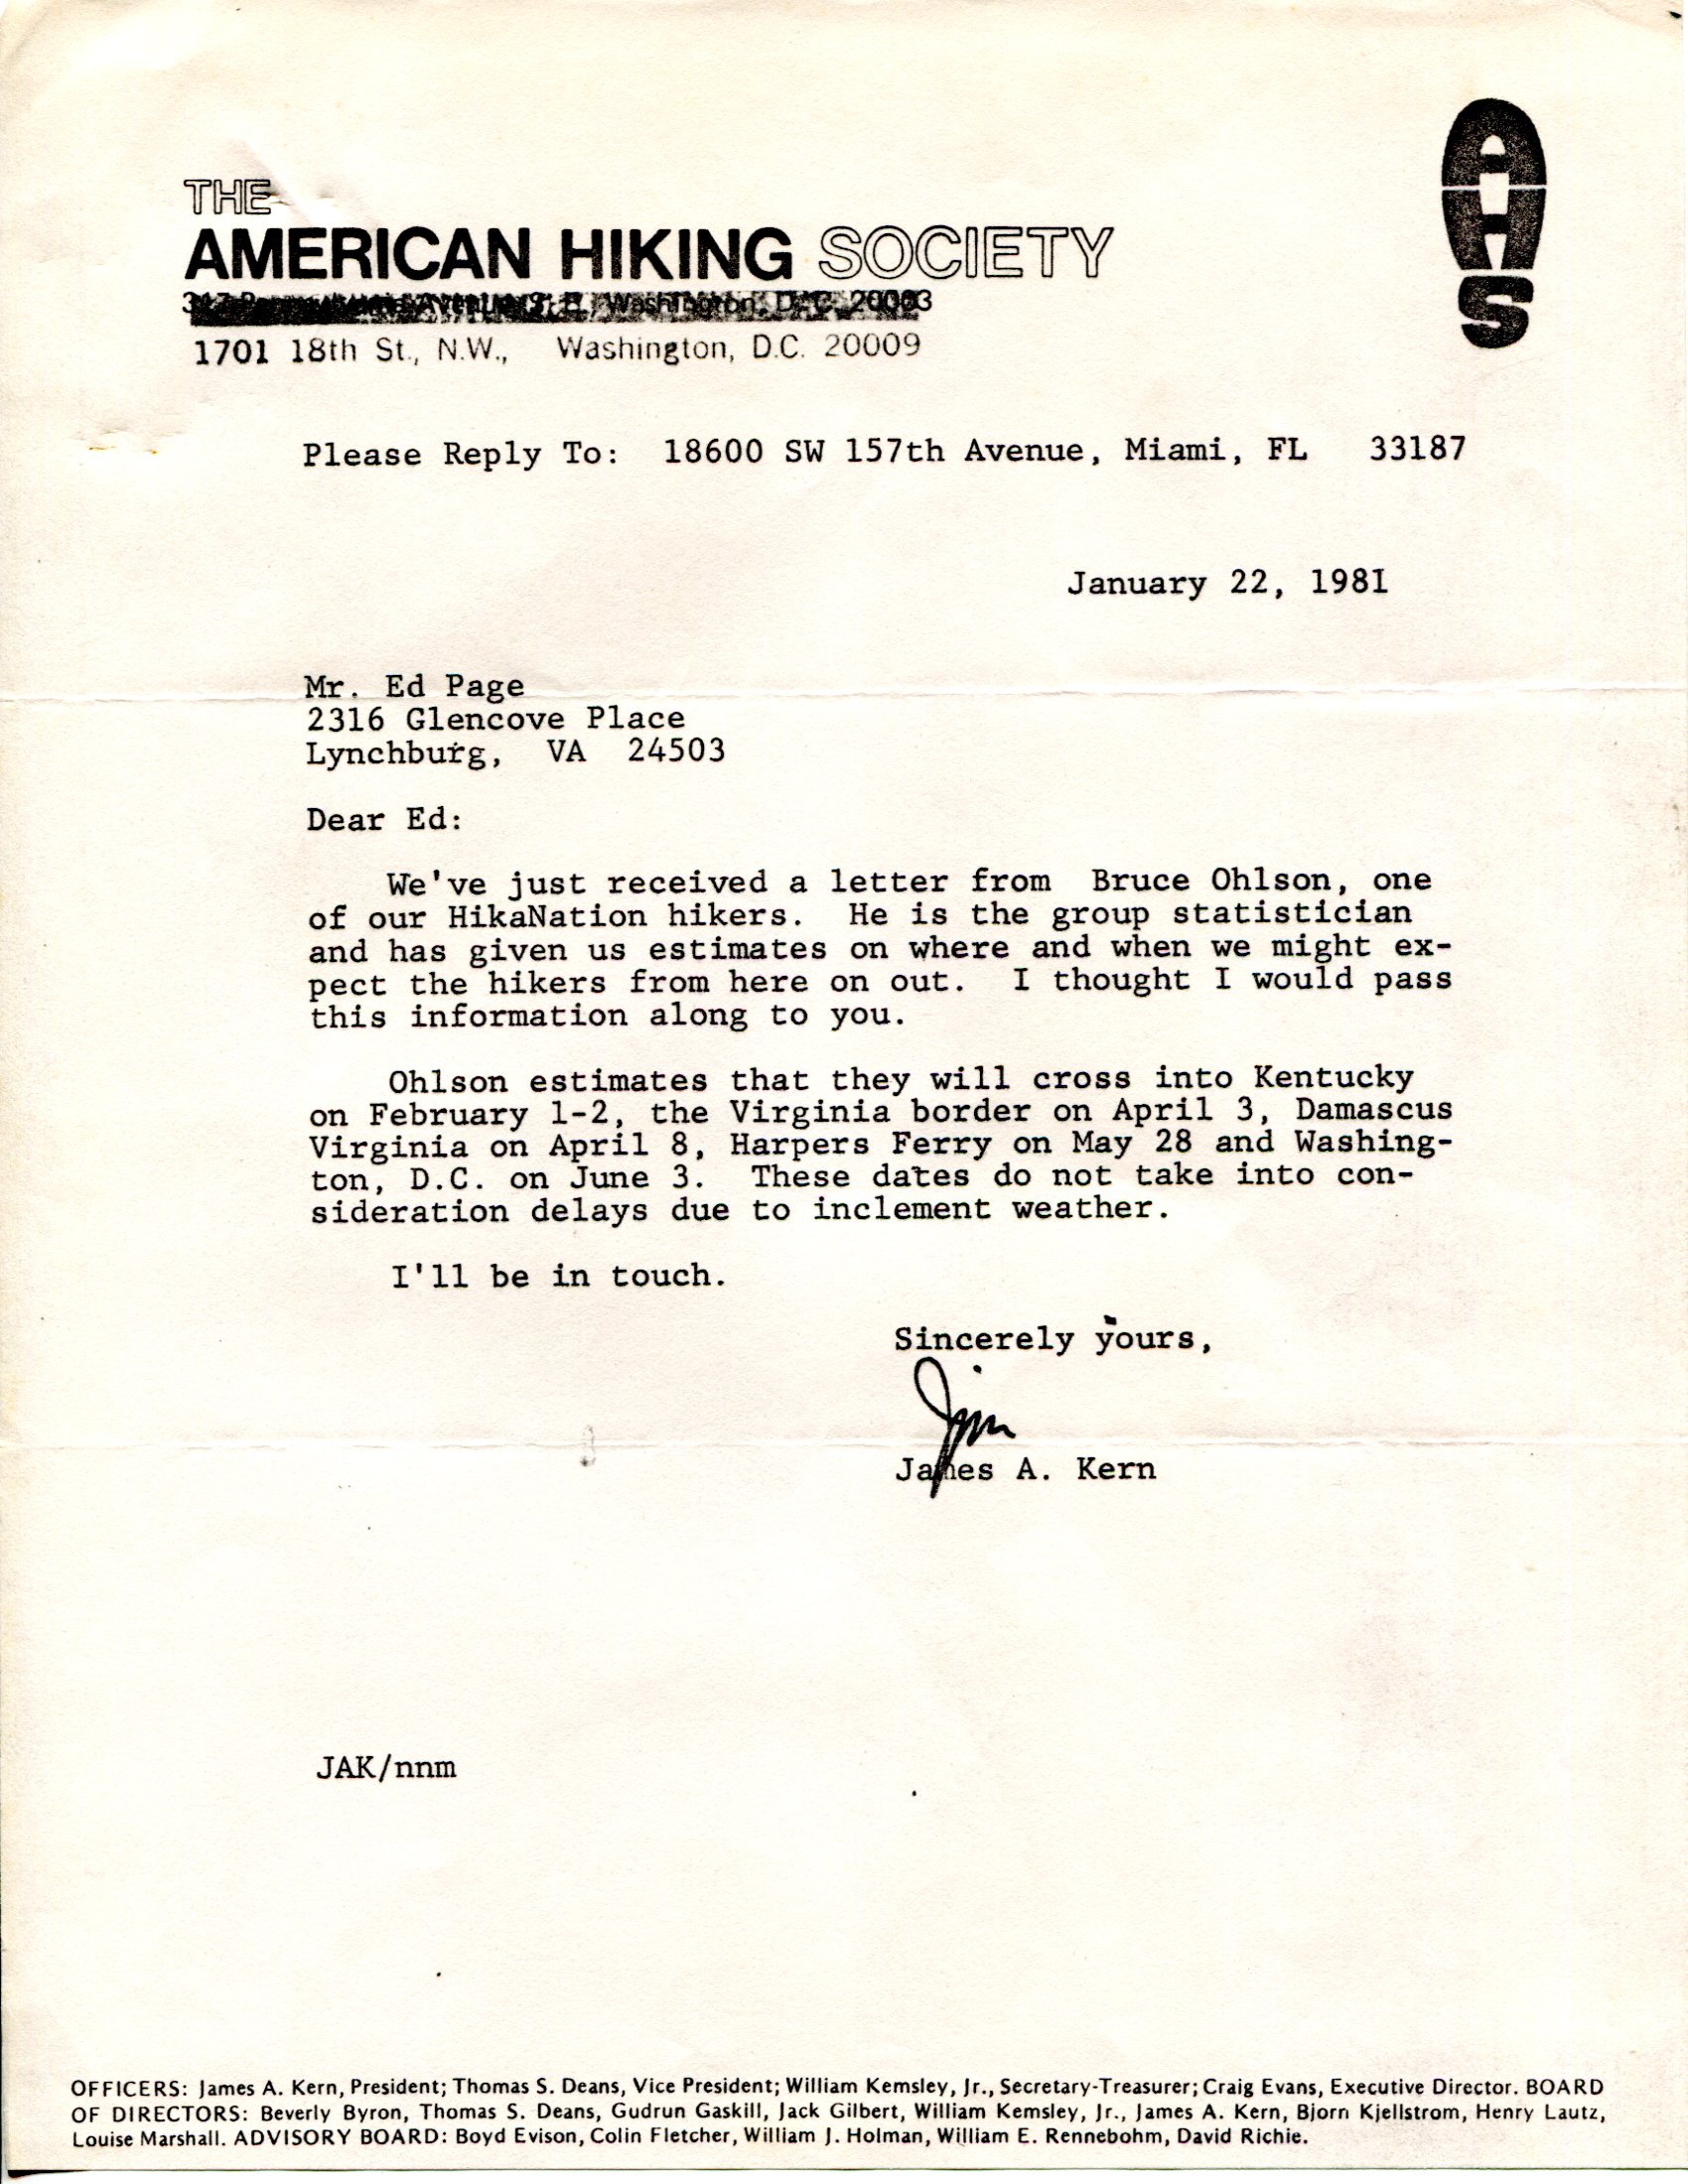 THE
AMERICAN HIKING SOCIETY
AHS
Avenue, S.E., Washington, D.C. 20003
1701 18th St., N.W., Washington, D.C. 20009
Please Reply To: 18600 SW 157th Avenue, Miami, FL 33187
January 22, 1981
Mr. Ed Page
2316 Glencove Place
Lynchburg, VA 24503
Dear Ed:
We've just received a letter from Bruce Ohlson, one
of our HikaNation hikers. He is the group statistician
and has given us estimates on where and when we might ex-
pect the hikers from here on out. I thought I would pass
this information along to you.
Ohlson estimates that they will cross into Kentucky
on February 1-2, the Virginia border on April 3, Damascus
Virginia on April 8, Harpers Ferry on May 28 and Washing-
ton, D.C. on June 3. These dates do not take into con-
sideration delays due to inclement weather.
I'll be in touch.
Sincerely yours,
Jim
James A. Kern
JAK/nnm
OFFICERS: James A. Kern, President; Thomas S. Deans, Vice President; William Kemsley, Jr., Secretary-Treasurer; Craig Evans, Executive Director. BOARD
OF DIRECTORS: Beverly Byron, Thomas S. Deans, Gudrun Gaskill, Jack Gilbert, William Kemsley, Jr., James A. Kern, Bjorn Kjellstrom, Henry Lautz,
Louise Marshall. ADVISORY BOARD: Boyd Evison, Colin Fletcher, William J. Holman, William E. Rennebohm, David Richie.